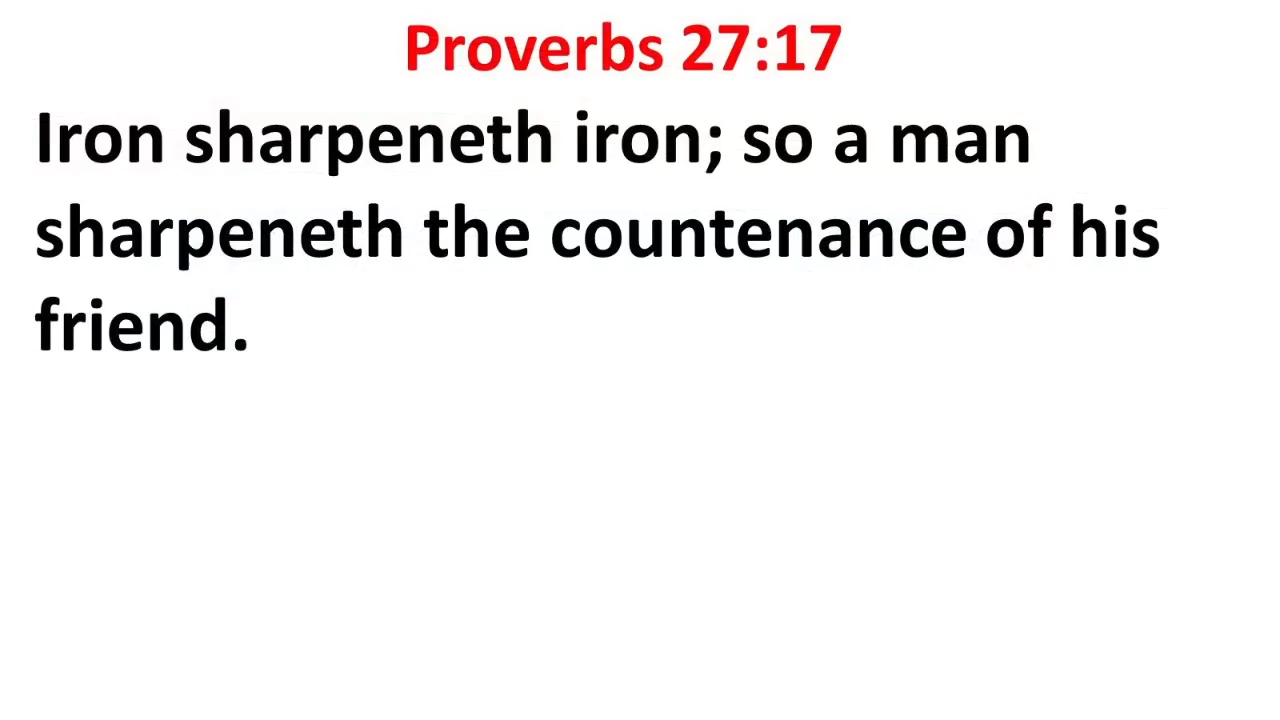 Proverbs 27:17
Iron sharpeneth iron; so a man
sharpeneth the countenance of his
friend.